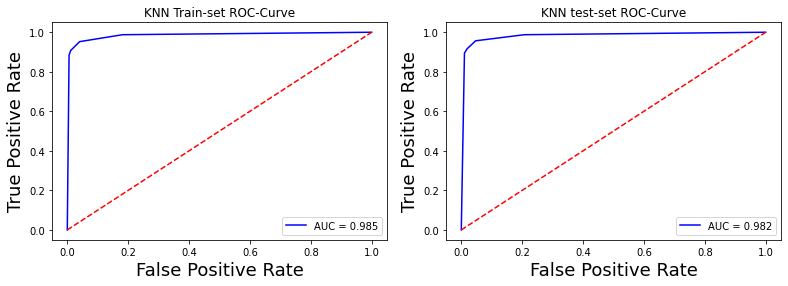 KNN Train-set ROC-Curve
True Positive Rate
1.0
0.8
0.6
0.4
0.2
0.0
AUC = 0.985
0.0 0.2 0.4 0.6 0.8 1.0
False Positive Rate
KNN test-set ROC-Curve
True Positive Rate
1.0
0.8
0.6
0.4
0.2
0.0
AUC = 0.982
0.0 0.2 0.4 0.6 0.8 1.0
False Positive Rate